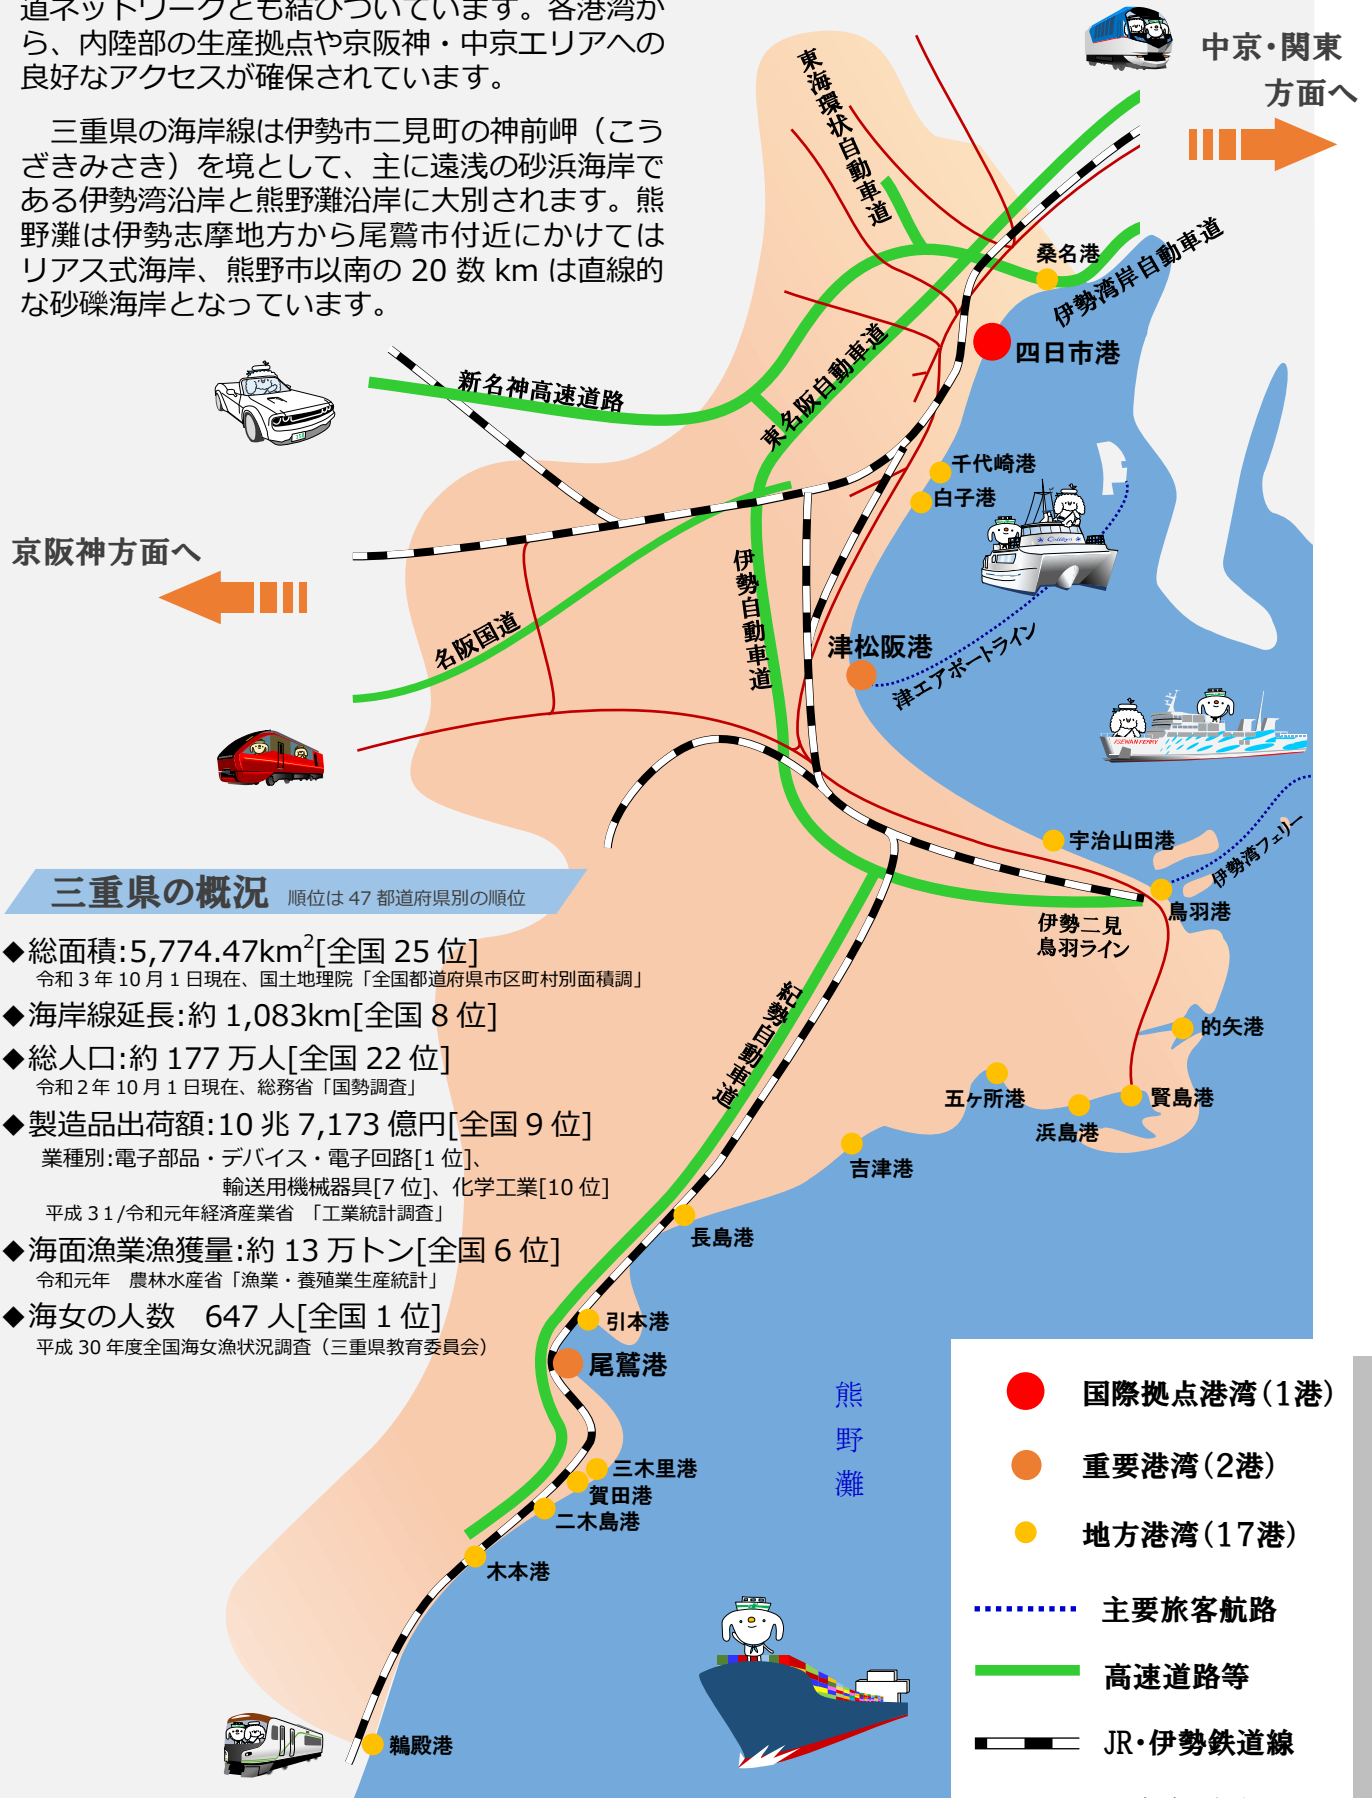 道ネットワークとも結びついています。各港湾か
ら、内陸部の生産拠点や京阪神・中京エリアへの
良好なアクセスが確保されています。
三重県の海岸線は伊勢市二見町の神前岬（こう
ざきみさき）を境として、主に遠浅の砂浜海岸で
ある伊勢湾沿岸と熊野灘沿岸に大別されます。熊
野灘は伊勢志摩地方から尾鷲市付近にかけては
リアス式海岸、熊野市以南の 20 数 km は直線的
な砂礫海岸となっています。
中京・関東
方面へ
東海環状自動車道
桑名港
伊勢湾岸自動車道
四日市港
東名阪自動車道
新名神高速道路
千代崎港
白子港
京阪神方面へ
伊勢自動車道
名阪国道
津松阪港
津エアポートライン
ISEWAN FERRY
宇治山田港
伊勢湾フェリー
鳥羽港
伊勢二見
鳥羽ライン
三重県の概況 順位は 47 都道府県別の順位
◆総面積:5,774.47km²[全国 25 位]
令和 3 年 10 月 1 日現在、国土地理院「全国都道府県市区町村別面積調」
◆海岸線延長:約 1,083km[全国 8 位]
◆総人口:約 177 万人[全国 22 位]
令和 2 年 10 月 1 日現在、総務省「国勢調査」
◆製造品出荷額:10 兆 7,173 億円[全国 9 位]
業種別:電子部品・デバイス・電子回路[1 位]、
輸送用機械器具[7 位]、化学工業[10 位]
平成 31/令和元年経済産業省 「工業統計調査」
◆海面漁業漁獲量:約 13 万トン[全国 6 位]
令和元年 農林水産省「漁業・養殖業生産統計」
◆海女の人数 647 人[全国 1 位]
平成 30 年度全国海女漁状況調査（三重県教育委員会）
紀勢自動車道
的矢港
賢島港
五ヶ所港
浜島港
吉津港
長島港
引本港
尾鷲港
熊野灘
三木里港
賀田港
二木島港
木本港
鵜殿港
国際拠点港湾（1港）
重要港湾（2港）
地方港湾（17港）
主要旅客航路
高速道路等
JR・伊勢鉄道線